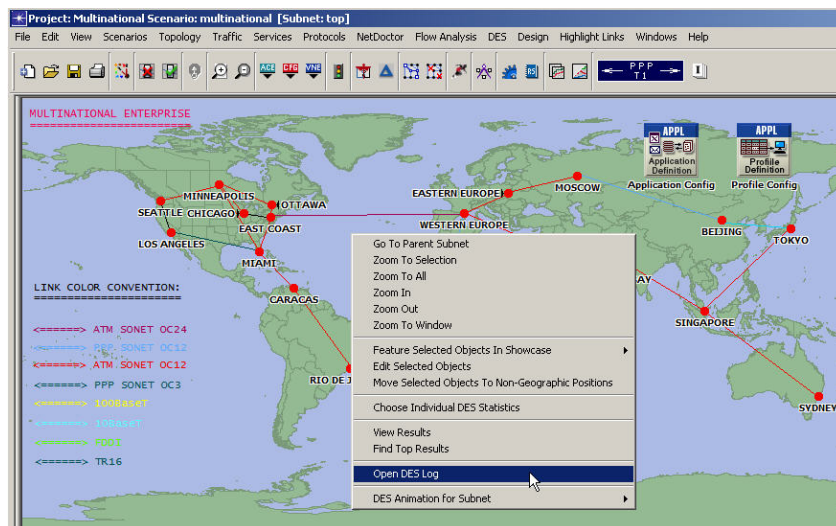 Project: Multinational Scenario: multinational [Subnet: top]
File Edit View Scenarios Topology Traffic Services Protocols NetDoctor Flow Analysis DES Design Highlight Links Windows Help
ACE CFG VNE RS PPP T1
MULTINATIONAL ENTERPRISE
APPL APPL
Application Definition Profile Definition
Application Config Profile Config
MOSCOW
MINNEAPOLIS EASTERN EUROPE
OTTAWA
SEATTLE CHICAGO
EAST COAST WESTERN EUROPE BEIJING
LOS ANGELES TOKYO
MIAMI
LINK COLOR CONVENTION:
CARACAS
SINGAPORE
RIO DE J
SYDNEY
<======> ATM SONET OC24
<======> PPP SONET OC12
<======> ATM SONET OC12
<======> PPP SONET OC3
<======> 100BaseT
<======> 10BaseT
<======> FDDI
<======> TR16
Go To Parent Subnet
Zoom To Selection
Zoom To All
Zoom In
Zoom Out
Zoom To Window
Feature Selected Objects In Showcase
Edit Selected Objects
Move Selected Objects To Non-Geographic Positions
Choose Individual DES Statistics
View Results
Find Top Results
Open DES Log
DES Animation for Subnet